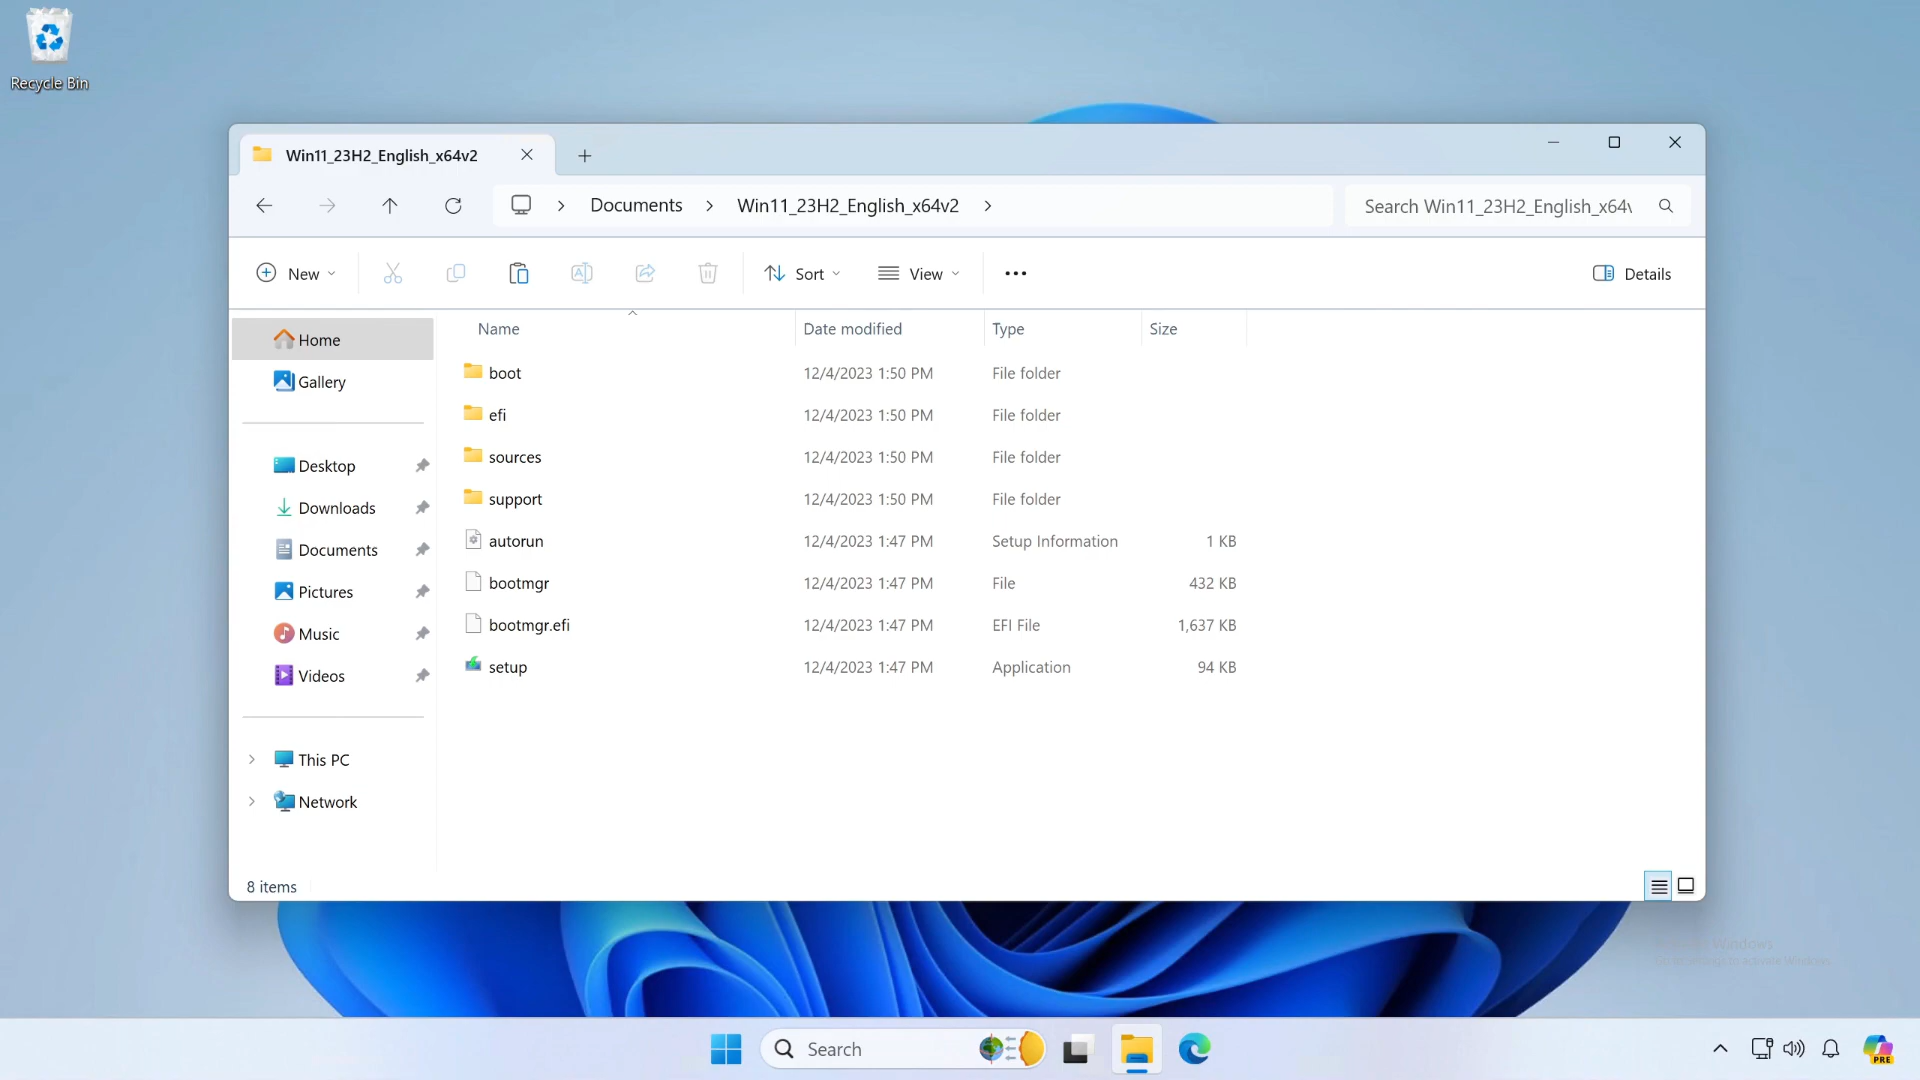 Recycle Bin
Win11_23H2_English_x64v2
Documents Win11_23H2_English_x64v2
Search Win11_23H2_English_x64v
New Sort View Details
Name Date modified Type Size
Home
Gallery
Desktop
Downloads
Documents
Pictures
Music
Videos
This PC
Network
boot 12/4/2023 1:50 PM File folder
efi 12/4/2023 1:50 PM File folder
sources 12/4/2023 1:50 PM File folder
support 12/4/2023 1:50 PM File folder
autorun 12/4/2023 1:47 PM Setup Information 1 KB
bootmgr 12/4/2023 1:47 PM File 432 KB
bootmgr.efi 12/4/2023 1:47 PM EFI File 1,637 KB
setup 12/4/2023 1:47 PM Application 94 KB
8 items
Windows
to activate Windows.
Search
PRE